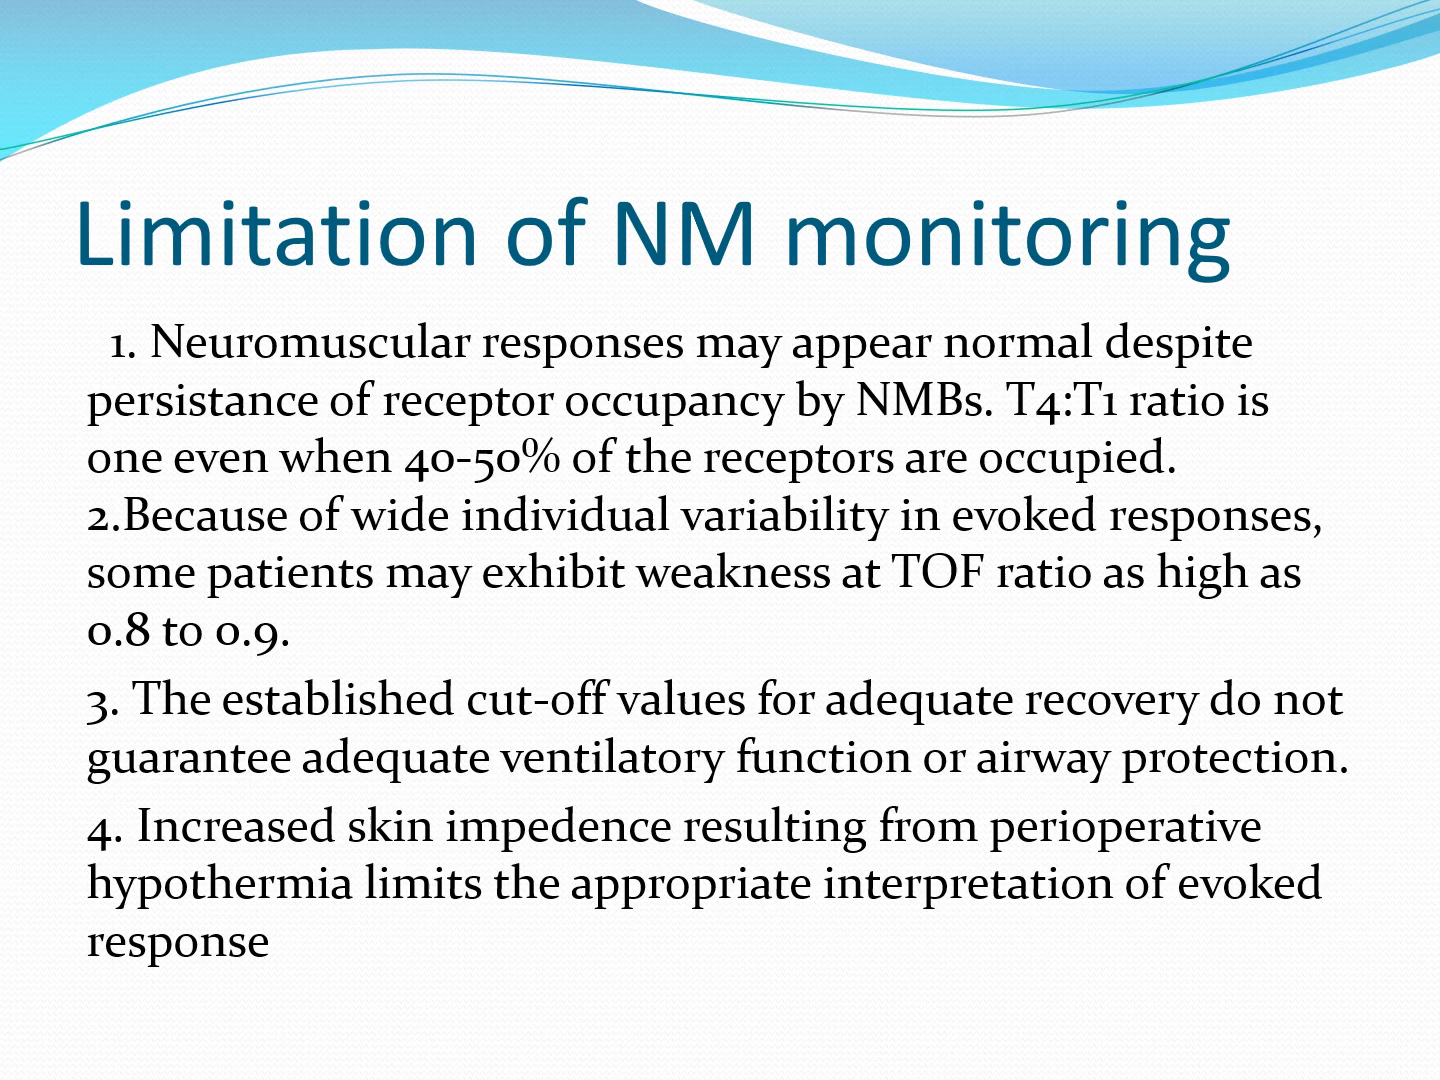 Limitation of NM monitoring
1. Neuromuscular responses may appear normal despite
persistance of receptor occupancy by NMBs. T4:T1 ratio is
one even when 40-50% of the receptors are occupied.
2.Because of wide individual variability in evoked responses,
some patients may exhibit weakness at TOF ratio as high as
0.8 to 0.9.
3. The established cut-off values for adequate recovery do not
guarantee adequate ventilatory function or airway protection.
4. Increased skin impedence resulting from perioperative
hypothermia limits the appropriate interpretation of evoked
response